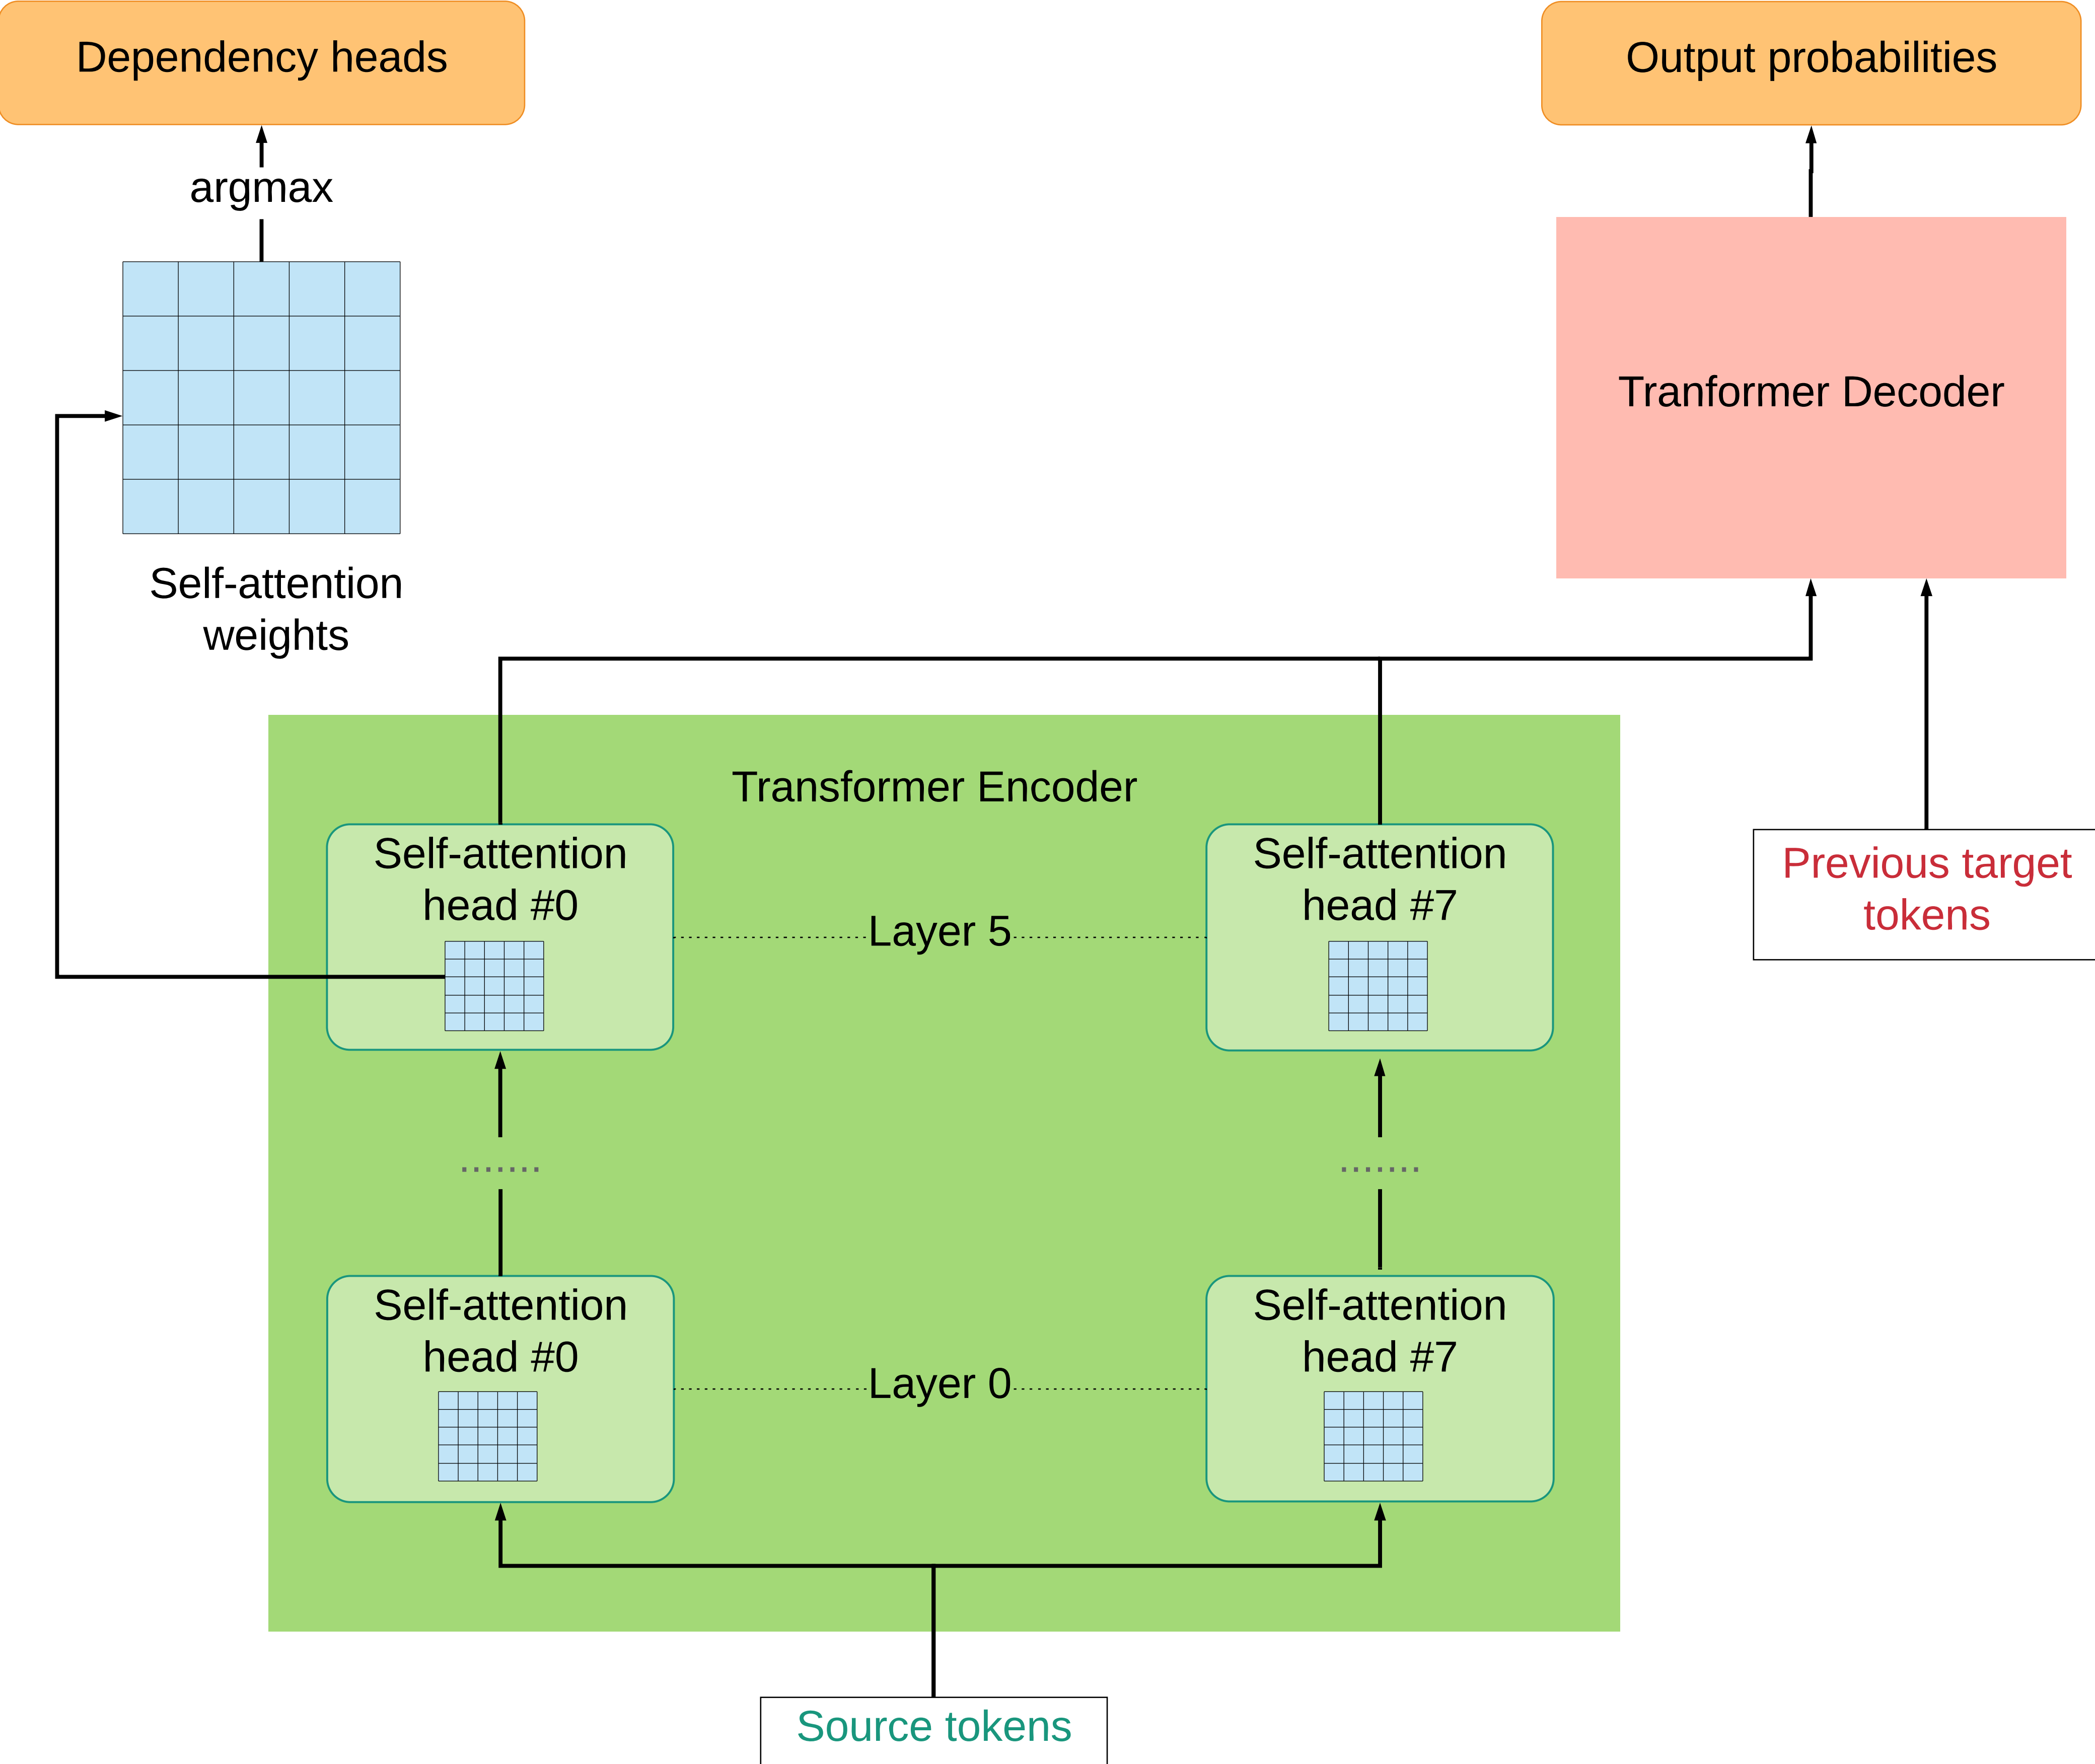 Dependency heads
Output probabilities
argmax
Tranformer Decoder
Self-attention
weights
Transformer Encoder
Self-attention
head #0
Layer 5
Self-attention
head #7
Previous target
tokens
Self-attention
head #0
Layer 0
Self-attention
head #7
Source tokens